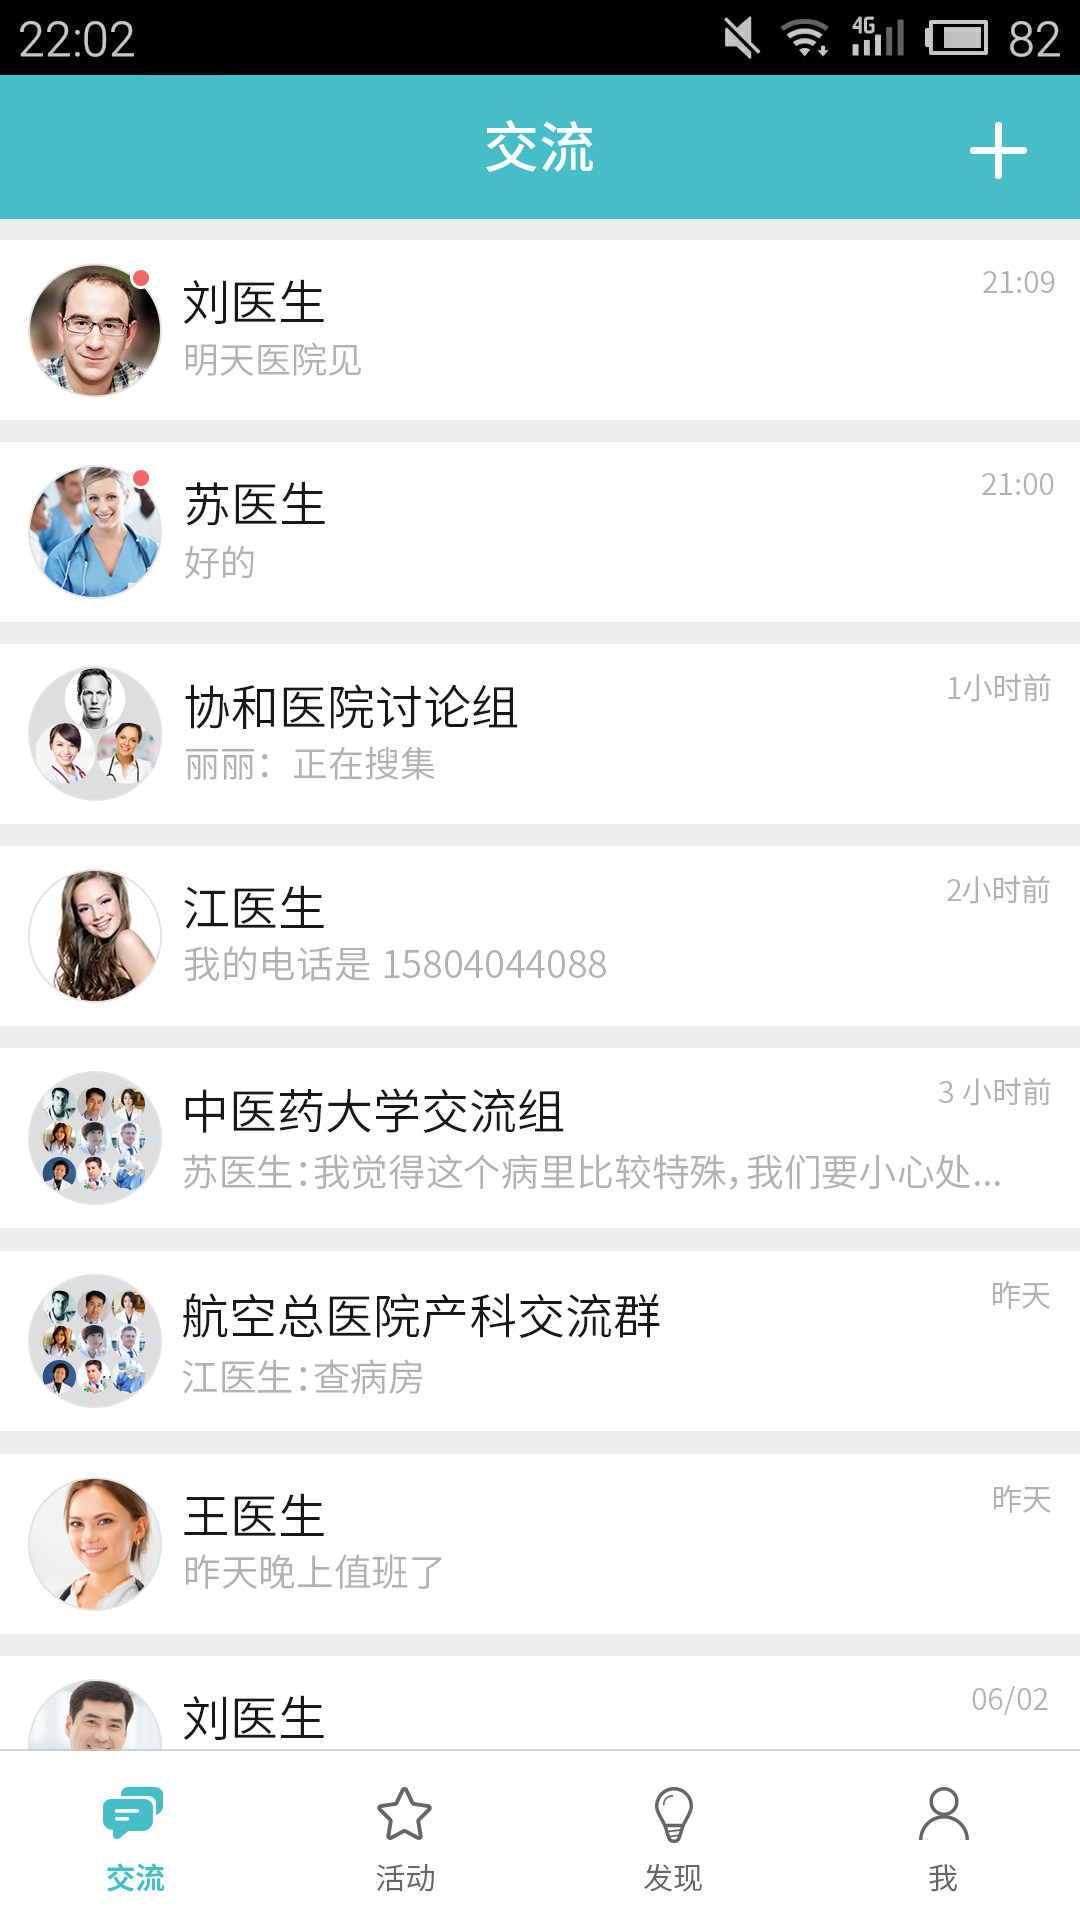 22:02
4G
82
交流
刘医生
21:09
明天医院见
苏医生
21:00
好的
协和医院讨论组
1小时前
丽丽：正在搜集
江医生
2小时前
我的电话是 15804044088
中医药大学交流组
3 小时前
苏医生:我觉得这个病里比较特殊,我们要小心处...
航空总医院产科交流群
昨天
江医生:查病房
王医生
昨天
昨天晚上值班了
刘医生
06/02
交流
活动
发现
我